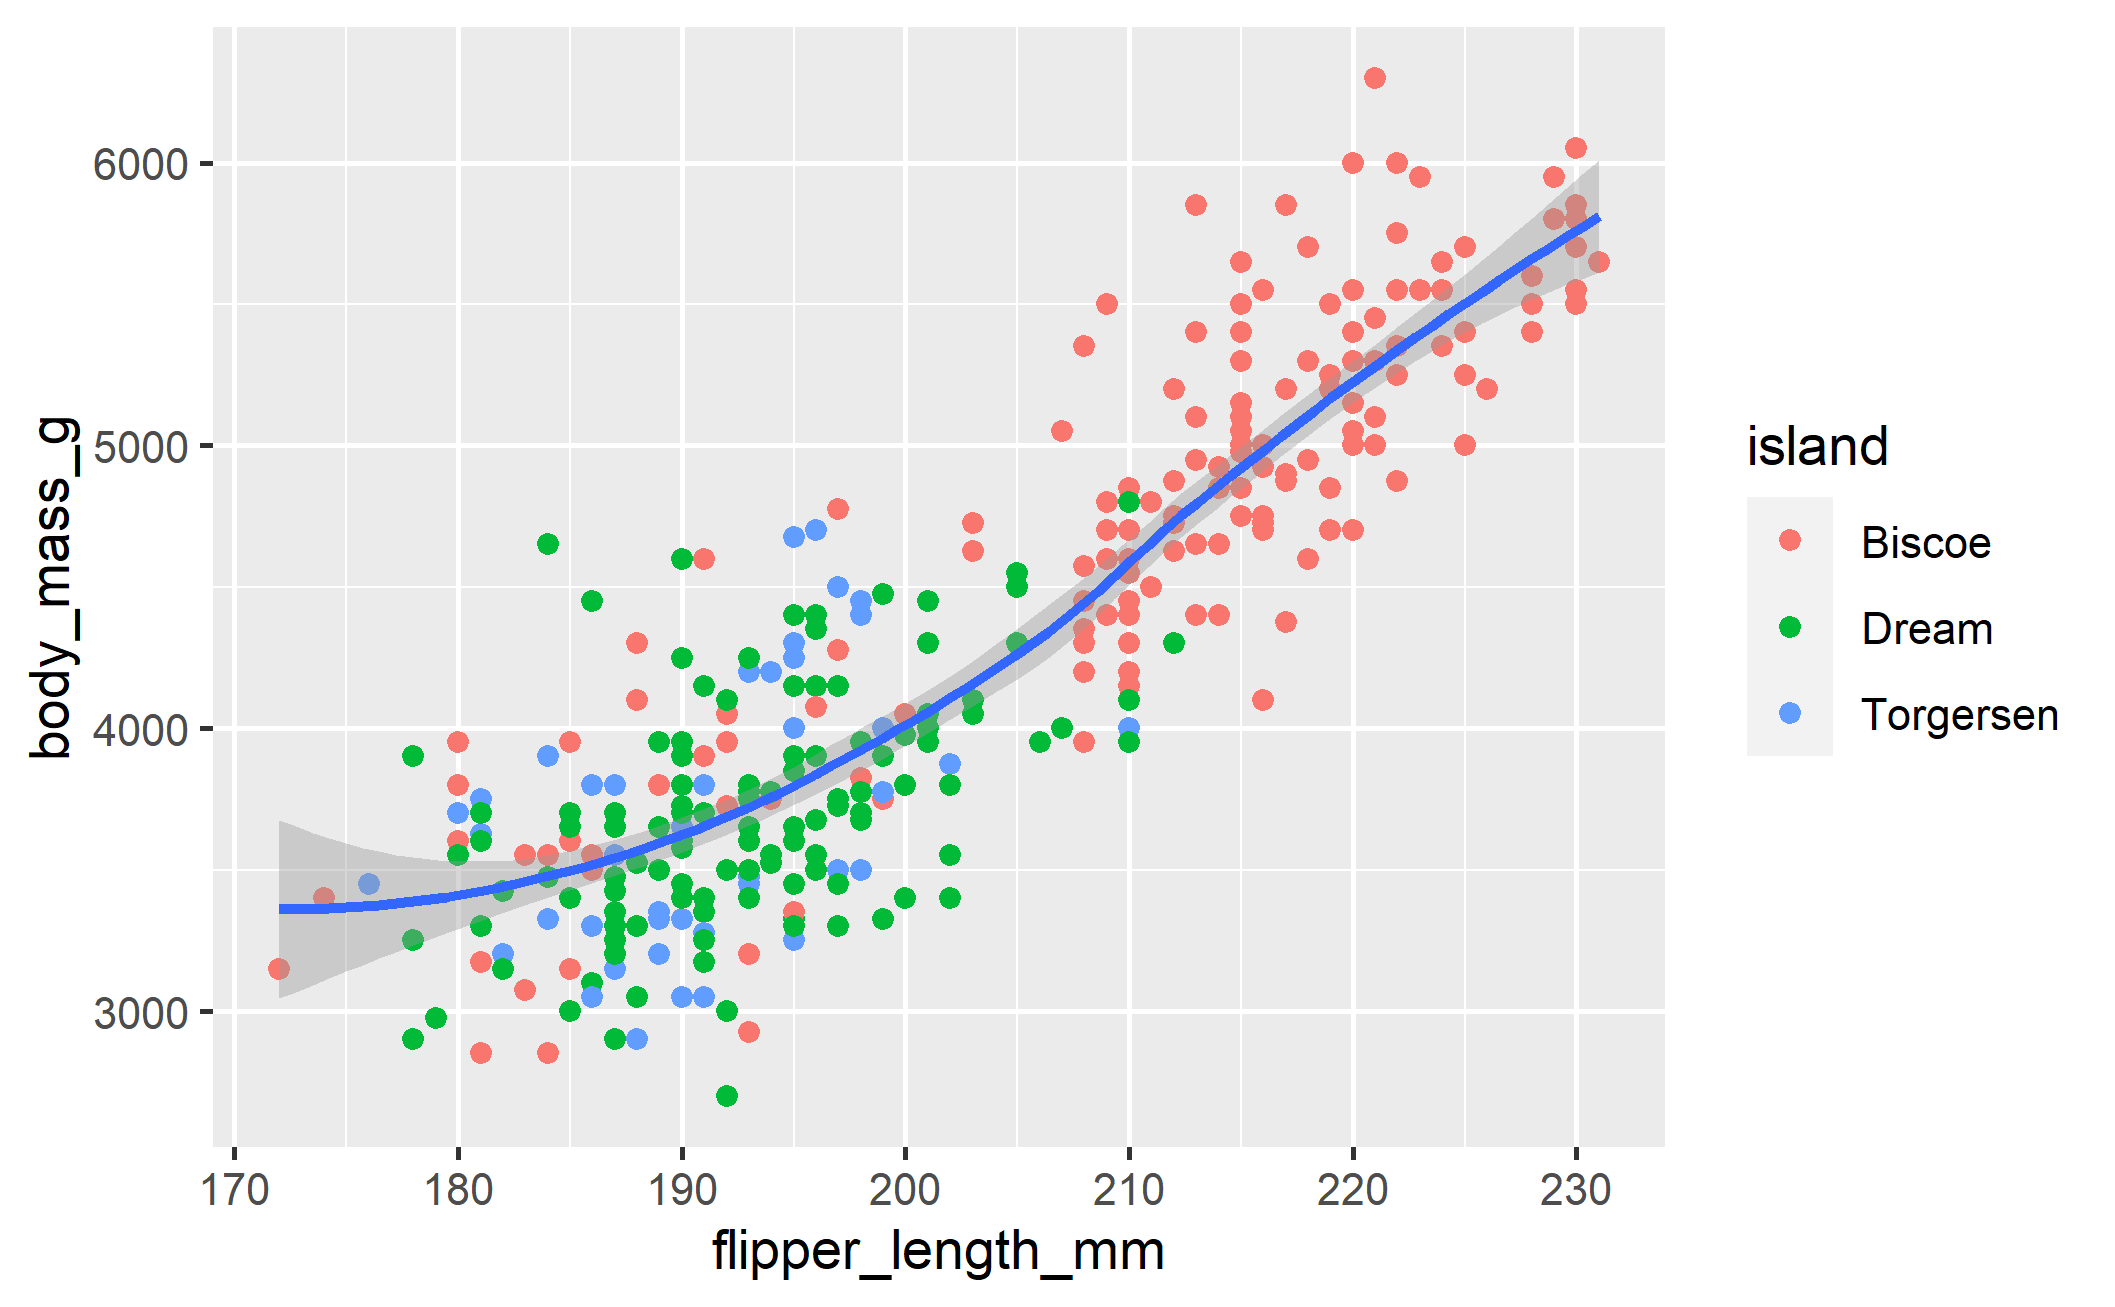 6000
5000
4000
3000
body_mass_g
170 180 190 200 210 220 230
flipper_length_mm
island
Biscoe
Dream
Torgersen